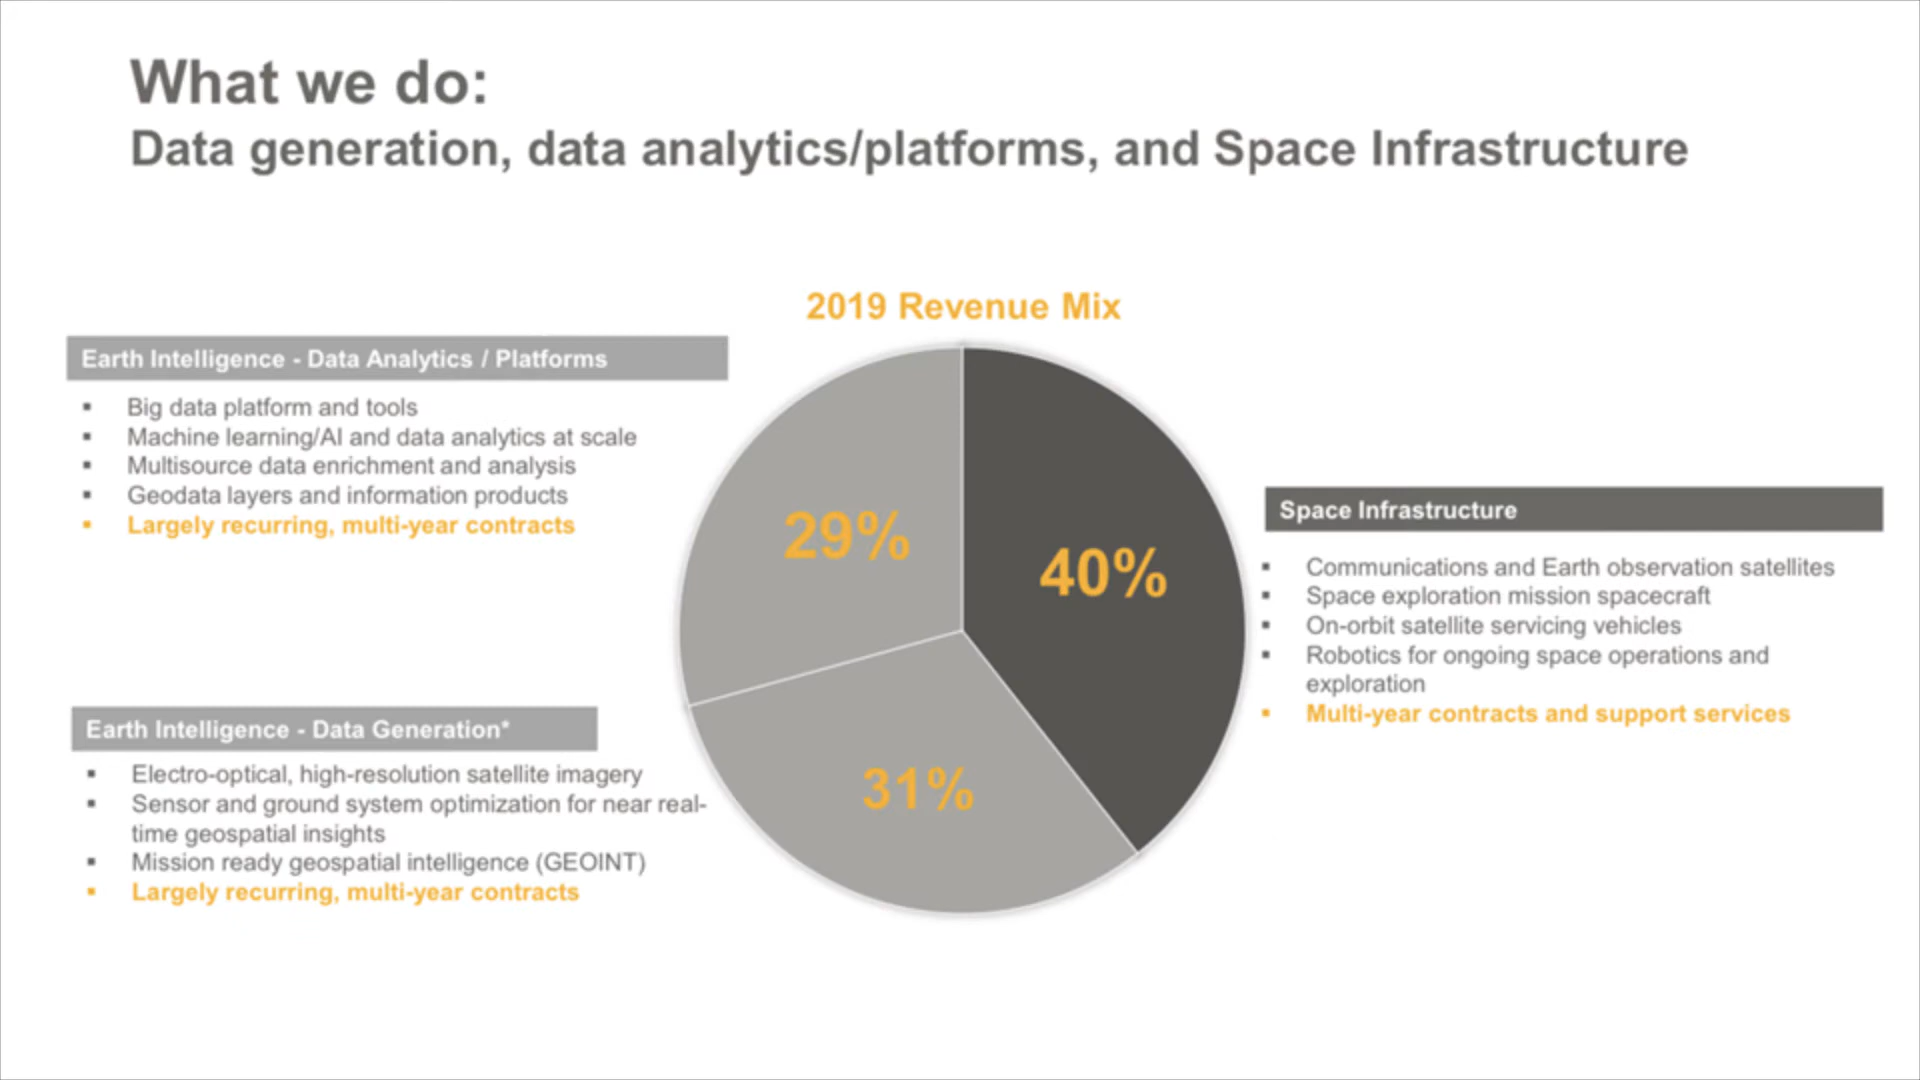 What we do:
Data generation, data analytics/platforms, and Space Infrastructure
2019 Revenue Mix
Earth Intelligence - Data Analytics / Platforms
▪ Big data platform and tools
▪ Machine learning/AI and data analytics at scale
▪ Multisource data enrichment and analysis
▪ Geodata layers and information products
▪ Largely recurring, multi-year contracts
29%
40%
31%
Space Infrastructure
▪ Communications and Earth observation satellites
▪ Space exploration mission spacecraft
▪ On-orbit satellite servicing vehicles
▪ Robotics for ongoing space operations and
exploration
▪ Multi-year contracts and support services
Earth Intelligence - Data Generation*
▪ Electro-optical, high-resolution satellite imagery
▪ Sensor and ground system optimization for near real-
time geospatial insights
▪ Mission ready geospatial intelligence (GEOINT)
▪ Largely recurring, multi-year contracts